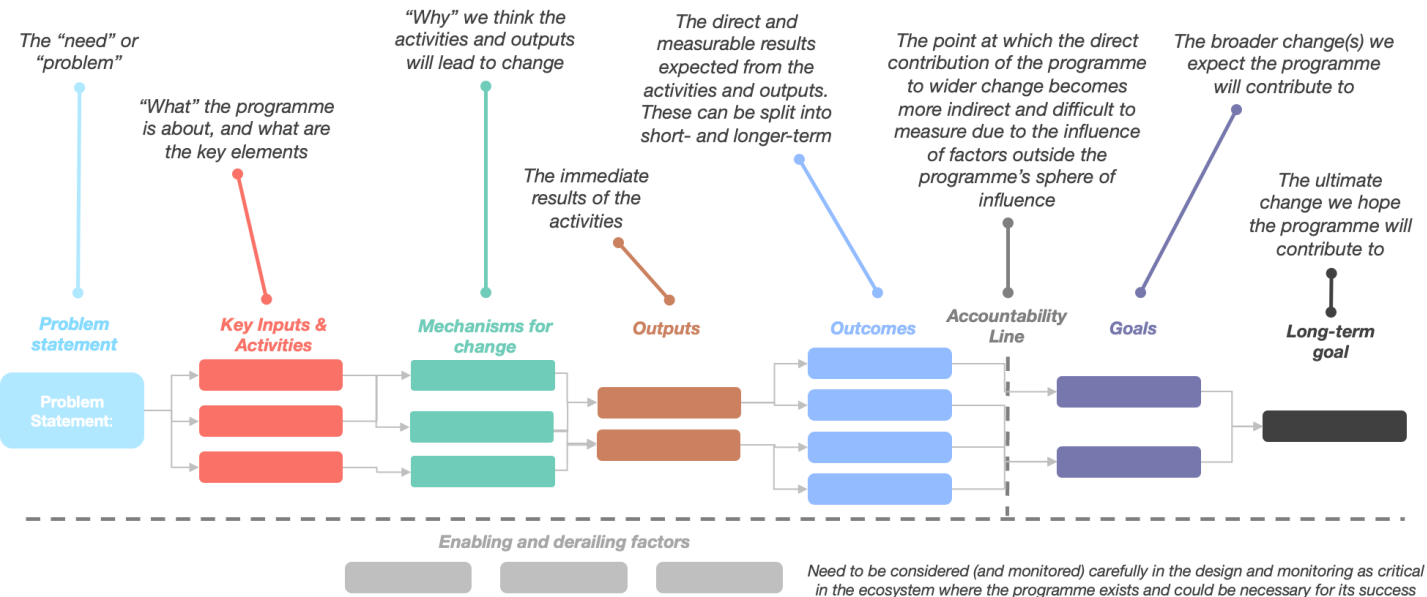 The “need” or
“problem”
“What” the programme
is about, and what are
the key elements
“Why” we think the
activities and outputs
will lead to change
The immediate
results of the
activities
The direct and
measurable results
expected from the
activities and outputs.
These can be split into
short- and longer-term
The point at which the direct
contribution of the programme
to wider change becomes
more indirect and difficult to
measure due to the influence
of factors outside the
programme’s sphere of
influence
The broader change(s) we
expect the programme
will contribute to
The ultimate
change we hope
the programme will
contribute to
Problem
statement
Key Inputs &
Activities
Mechanisms for
change
Outputs
Outcomes
Accountability
Line
Goals
Long-term
goal
Problem
Statement:
Enabling and derailing factors
Need to be considered (and monitored) carefully in the design and monitoring as critical
in the ecosystem where the programme exists and could be necessary for its success